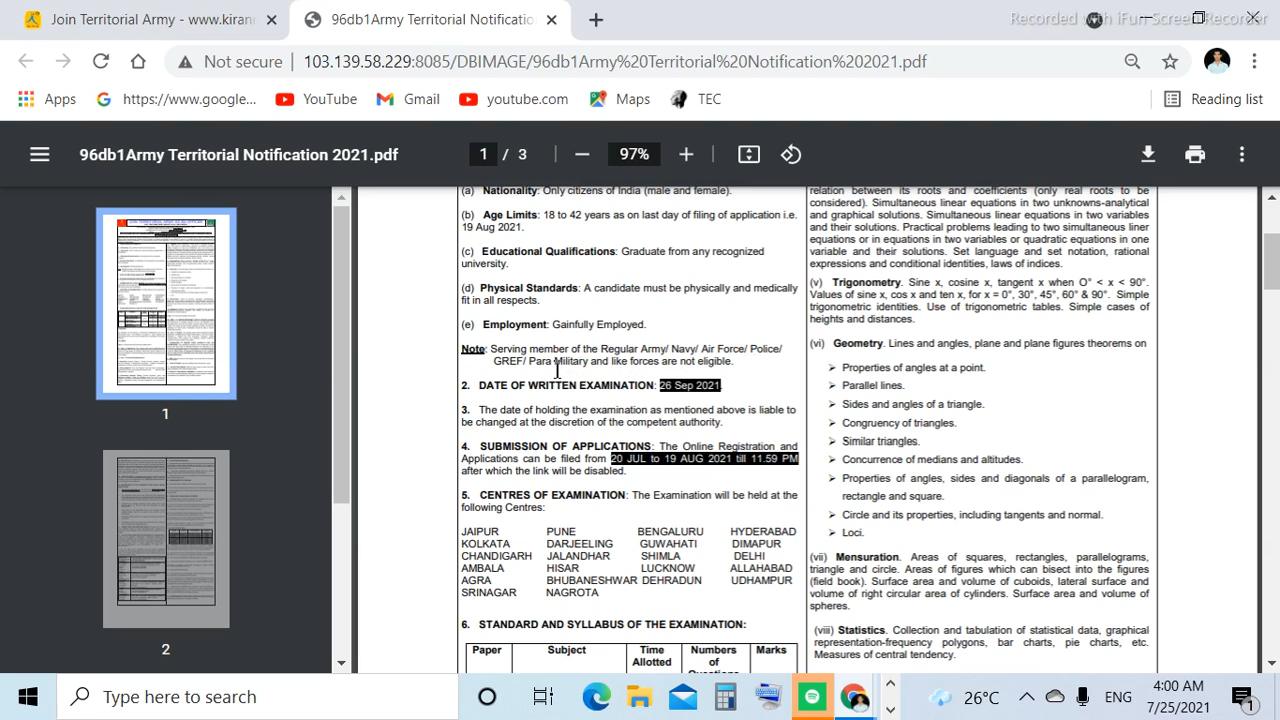 Join Territorial Army - www.kiran
96db1Army Territorial Notificatio
Recorded with iFun Screen Recorder
Not secure | 103.139.58.229:8085/DBIMAGE/96db1Army%20Territorial%20Notification%202021.pdf
Apps https://www.google... YouTube Gmail youtube.com Maps TEC Reading list
96db1Army Territorial Notification 2021.pdf 1 / 3 97%
1
2
(a) Nationality: Only citizens of India (male and female).
(b) Age Limits: 18 to 42 years as on last day of filing of application i.e.
19 Aug 2021.
(c) Educational Qualifications: Graduate from any recognized
university.
(d) Physical Standards: A candidate must be physically and medically
fit in all respects.
(e) Employment: Gainfully Employed.
Note: Serving member of the Regular Army/ Navy/ Air Force/ Police/
GREF/ Para Military and like forces are not eligible.
2. DATE OF WRITTEN EXAMINATION: 26 Sep 2021.
3. The date of holding the examination as mentioned above is liable to
be changed at the discretion of the competent authority.
4. SUBMISSION OF APPLICATIONS: The Online Registration and
Applications can be filed from 20 JUL to 19 AUG 2021 till 11.59 PM
after which the link will be disabled.
5. CENTRES OF EXAMINATION: The Examination will be held at the
following Centres:
JAIPUR PUNE BENGALURU HYDERABAD
KOLKATA DARJEELING GUWAHATI DIMAPUR
CHANDIGARH JALANDHAR SHIMLA DELHI
AMBALA HISAR LUCKNOW ALLAHABAD
AGRA BHUBANESHWAR DEHRADUN UDHAMPUR
SRINAGAR NAGROTA
6. STANDARD AND SYLLABUS OF THE EXAMINATION:
Paper Subject Time Numbers Marks
Allotted of
relation between its roots and coefficients (only real roots to be
considered). Simultaneous linear equations in two unknowns-analytical
and graphical solutions. Simultaneous linear equations in two variables
and their solutions. Practical problems leading to two simultaneous liner
equations or in equations in two variables or quadratic equations in one
variable and their solutions. Set language and set notation, rational
expressions and conditional identities, laws of indices.
(v) Trigonometry. Sine x, cosine x, tangent x when O° < x < 90°.
Values of sine x, cos x and ten x, for x = 0°, 30°, 45°, 60° & 90°. Simple
trigonometric identities. Use of trigonometric tables. Simple cases of
heights and distances.
(vi) Geometry. Lines and angles, plane and plane figures theorems on
➢ Properties of angles at a point.
➢ Parallel lines.
➢ Sides and angles of a triangle.
➢ Congruency of triangles.
➢ Similar triangles.
➢ Concurrence of medians and altitudes.
➢ Properties of angles, sides and diagonals of a parallelogram,
rectangle and square.
➢ Circle and its properties, including tangents and normal.
➢ Loci.
(vii) Mensuration. Areas of squares, rectangles, parallelograms,
triangle and circle. Areas of figures which can bisect into the figures
(field book). Surface area and volume of cuboids, lateral surface and
volume of right circular area of cylinders. Surface area and volume of
spheres.
(viii) Statistics. Collection and tabulation of statistical data, graphical
representation-frequency polygons, bar charts, pie charts, etc.
Measures of central tendency.
Type here to search
26°C ENG 4:00 AM
7/25/2021
1